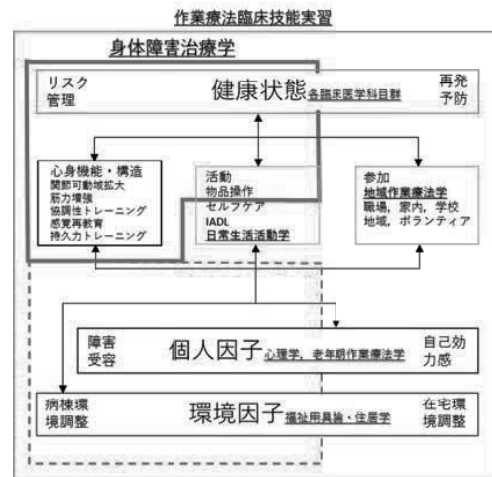 作業療法臨床技能実習
身体障害治療学
リスク
管理
健康状態各臨床医学科目群
再発
予防
心身機能・構造
関節可動域拡大
筋力増強
協調性トレーニング
感覚再教育
持久力トレーニング
活動
物品操作
セルフケア
IADL
日常生活活動学
参加
地域作業療法学
職場，家内，学校
地域，ボランティア
障害
受容
個人因子心理学，老年期作業療法学
自己効
力感
病棟環
境調整
環境因子福祉用具論・住居学
在宅環
境調整